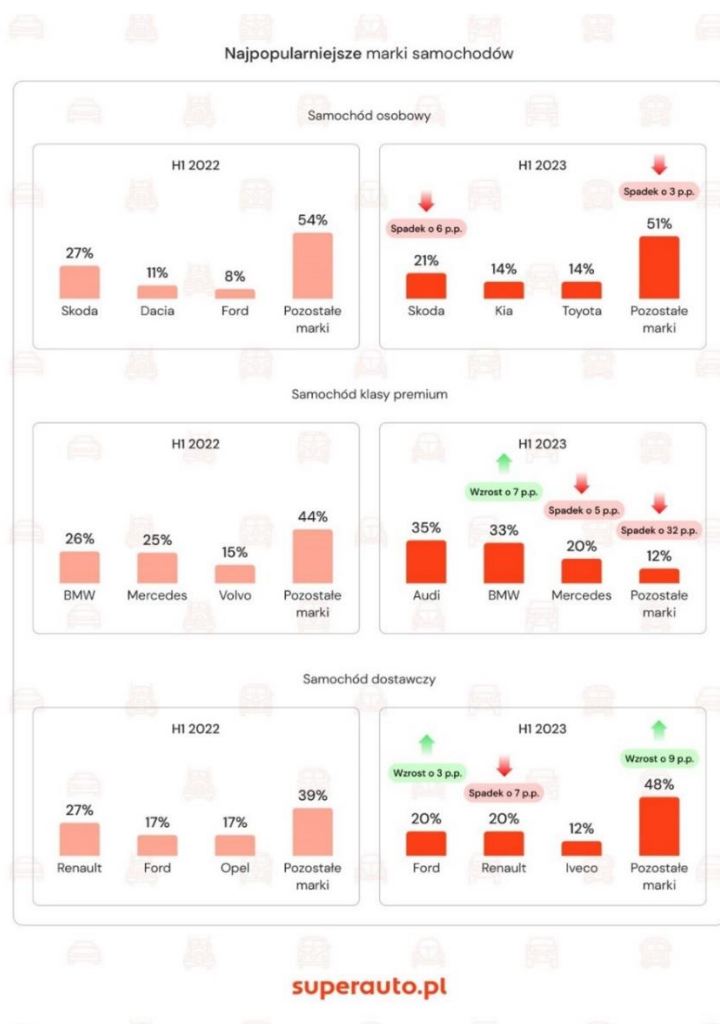 Najpopularniejsze marki samochodów
Samochód osobowy
H1 2022
27%
Skoda
11%
Dacia
8%
Ford
54%
Pozostałe
marki
H1 2023
Spadek o 6 p.p.
21%
Skoda
14%
Kia
14%
Toyota
Spadek o 3 p.p.
51%
Pozostałe
marki
Samochód klasy premium
H1 2022
26%
BMW
25%
Mercedes
15%
Volvo
44%
Pozostałe
marki
H1 2023
35%
Audi
Wzrost o 7 p.p.
33%
BMW
Spadek o 5 p.p.
20%
Mercedes
Spadek o 32 p.p.
12%
Pozostałe
marki
Samochód dostawczy
H1 2022
27%
Renault
17%
Ford
17%
Opel
39%
Pozostałe
marki
H1 2023
Wzrost o 3 p.p.
20%
Ford
Spadek o 7 p.p.
20%
Renault
12%
Iveco
Wzrost o 9 p.p.
48%
Pozostałe
marki
superauto.pl